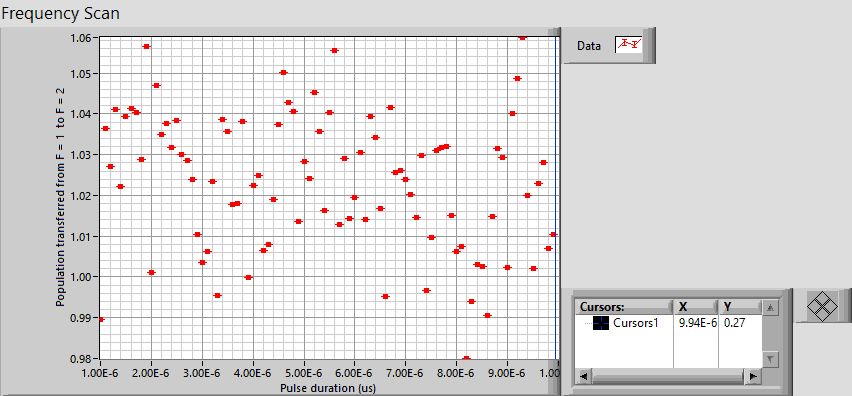 Frequency Scan
Data
Population transferred from F = 1 to F = 2
1.06
1.05
1.04
1.03
1.02
1.01
1.00
0.99
0.98
1.00E-6 2.00E-6 3.00E-6 4.00E-6 5.00E-6 6.00E-6 7.00E-6 8.00E-6 9.00E-6 1.00
Pulse duration (us)
Cursors: X Y
Cursors1 9.94E-6 0.27